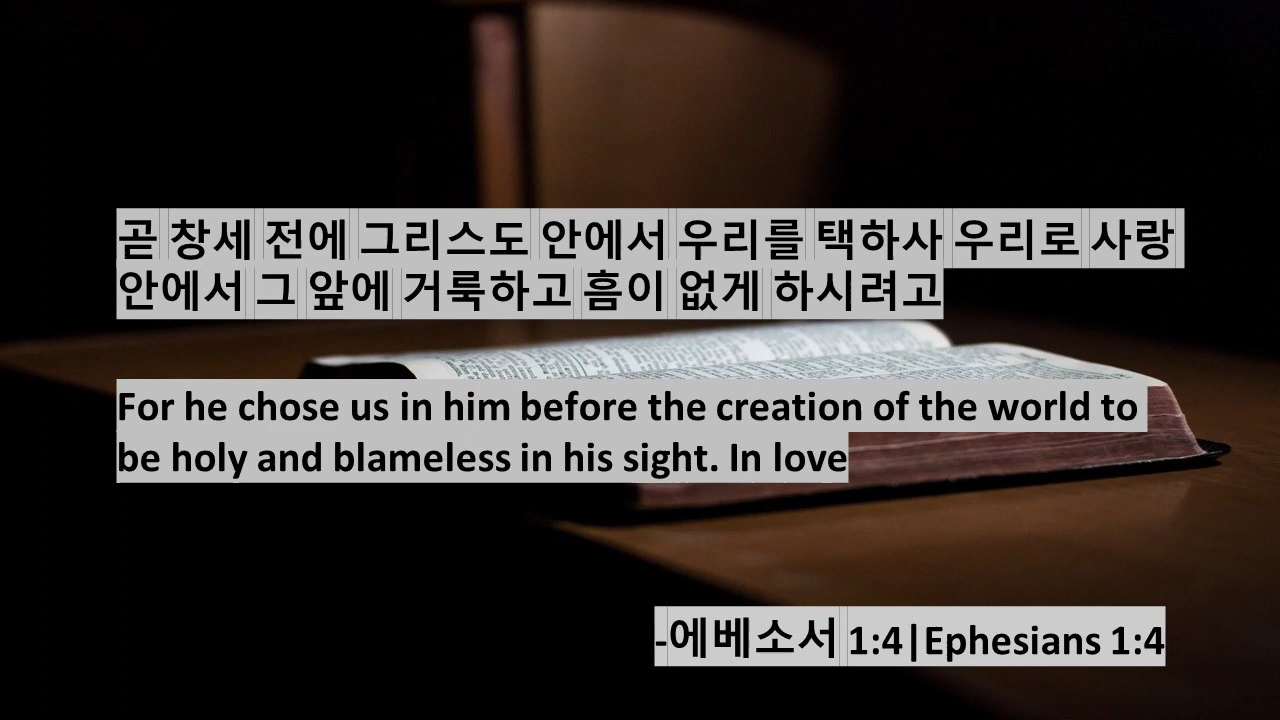 곧 창세 전에 그리스도 안에서 우리를 택하사 우리로 사랑
안에서 그 앞에 거룩하고 흠이 없게 하시려고
For he chose us in him before the creation of the world to
be holy and blameless in his sight. In love
-에베소서 1:4|Ephesians 1:4